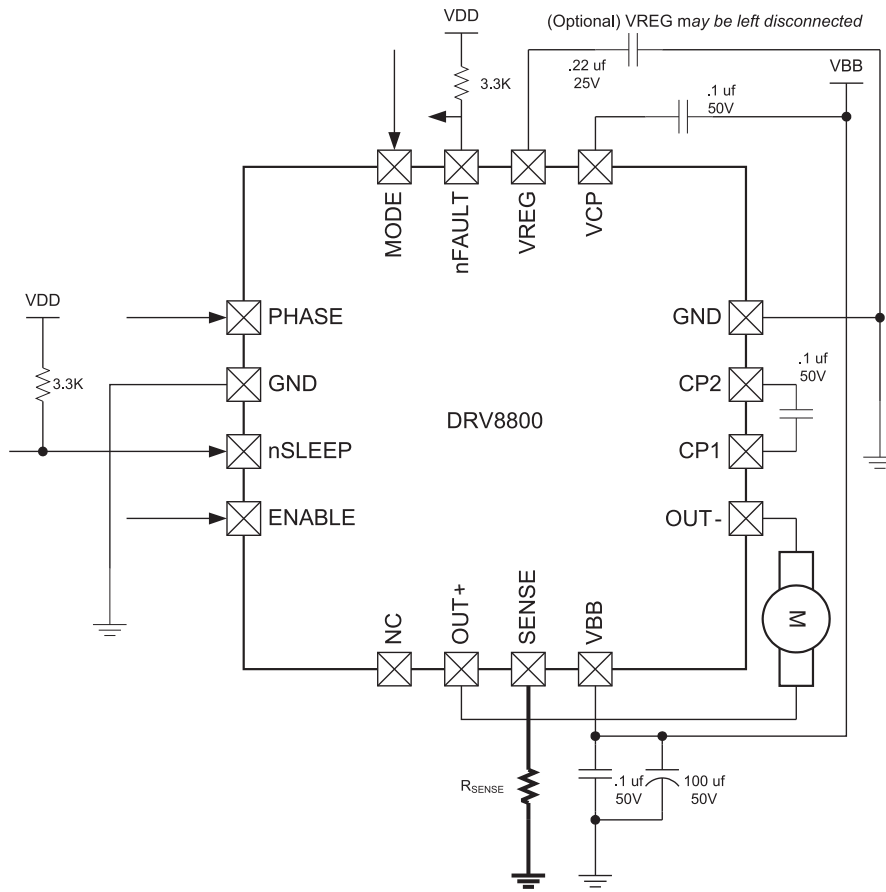 (Optional) VREG may be left disconnected
VDD
3.3K
.22 uf
25V
.1 uf
50V
VBB
MODE
nFAULT
VREG
VCP
VDD
3.3K
PHASE
GND
nSLEEP
ENABLE
DRV8800
GND
CP2
CP1
OUT-
.1 uf
50V
M
NC
OUT+
SENSE
VBB
RSENSE
.1 uf
50V
100 uf
50V